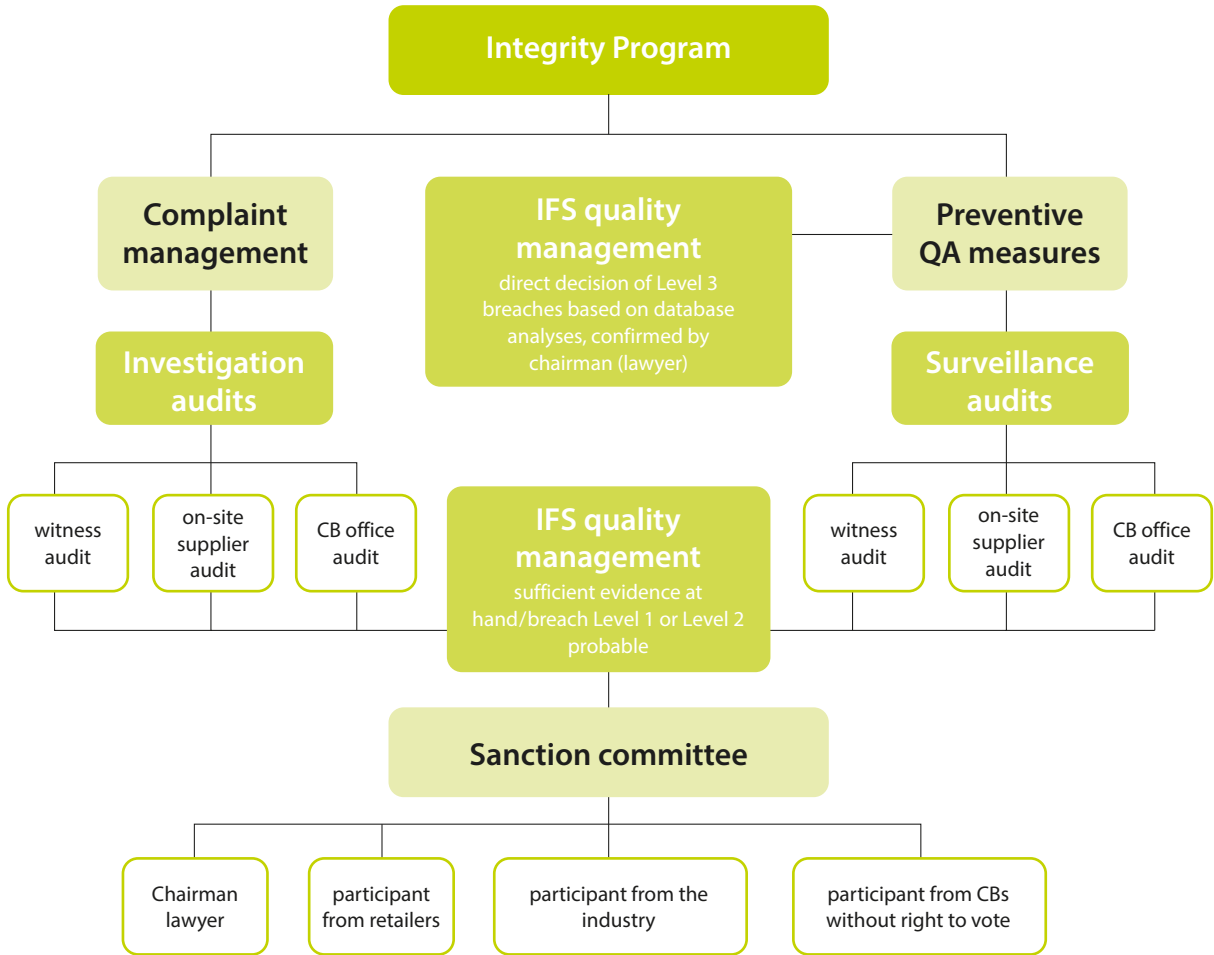 Integrity Program
Complaint
management
IFS quality
management
direct decision of Level 3
breaches based on database
analyses, confirmed by
chairman (lawyer)
Preventive
QA measures
Investigation
audits
Surveillance
audits
witness
audit
on-site
supplier
audit
CB office
audit
IFS quality
management
sufficient evidence at
hand/breach Level 1 or Level 2
probable
witness
audit
on-site
supplier
audit
CB office
audit
Sanction committee
Chairman
lawyer
participant
from retailers
participant from the
industry
participant from CBs
without right to vote